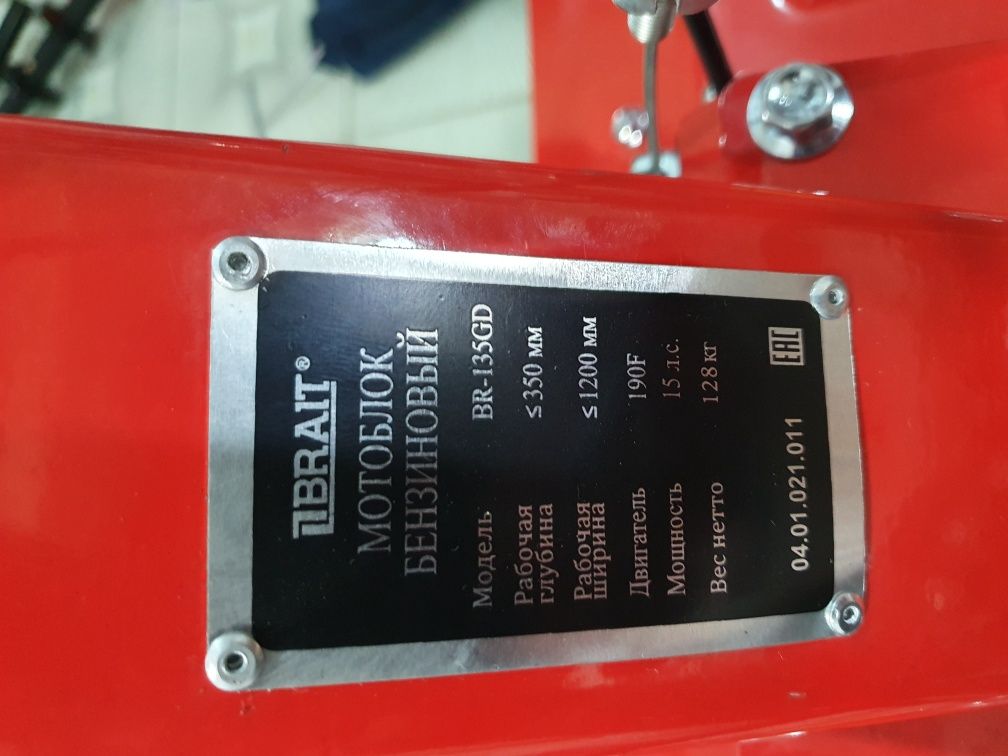 BRAIT®
МОТОБЛОК
БЕНЗИНОВЫЙ
Модель BR-135GD
Рабочая
глубина ≤ 350 мм
Рабочая
ширина ≤ 1200 мм
Двигатель 190F
Мощность 15 л.с.
Вес нетто 128 кг
04.01.021.011 EAC